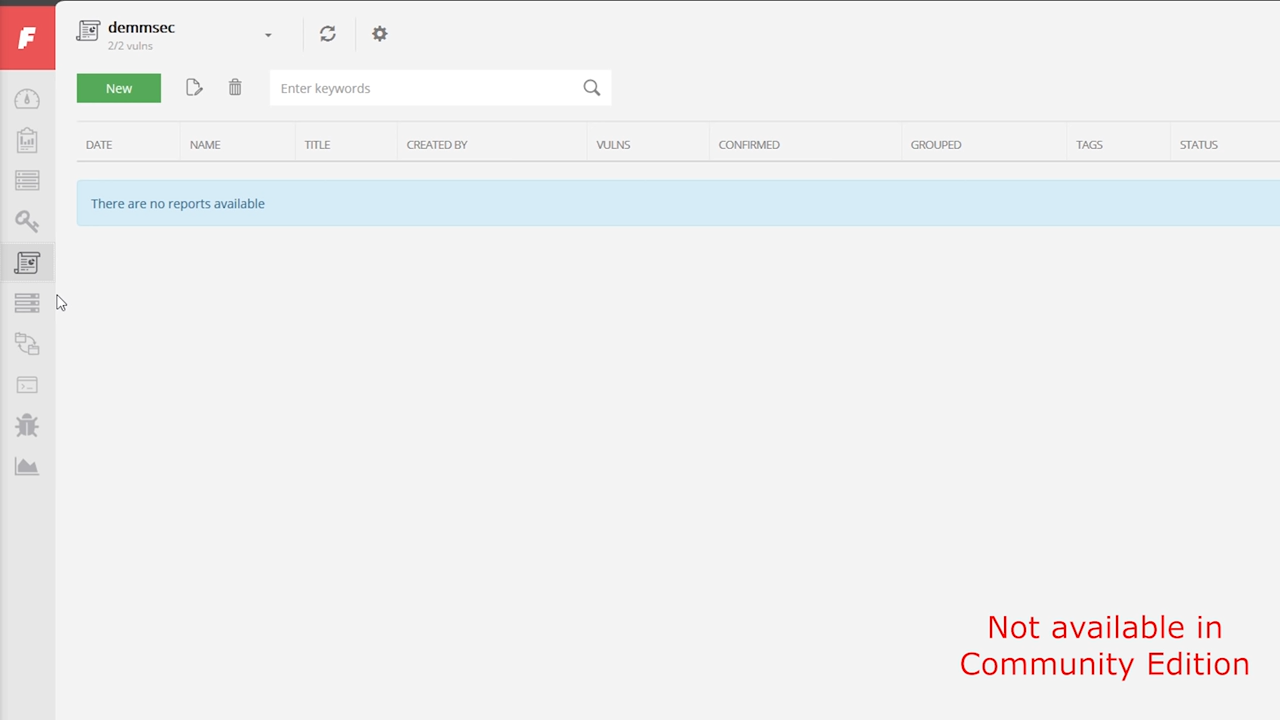 F
demmsec
2/2 vulns
New
Enter keywords
DATE
NAME
TITLE
CREATED BY
VULNS
CONFIRMED
GROUPED
TAGS
STATUS
There are no reports available
Not available in
Community Edition